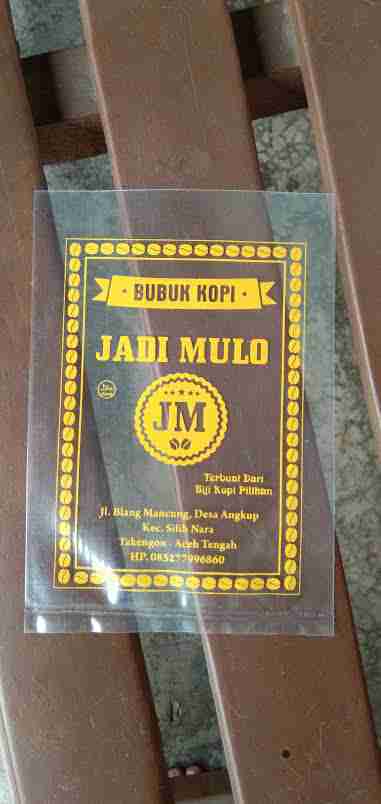 BUBUK KOPI
JADI MULO
JM
Terbuat Dari
Biji Kopi Pilihan
Jl. Blang Mancung, Desa Angkup
Kec. Silih Nara
Takengon - Aceh Tengah
HP. 085277996860